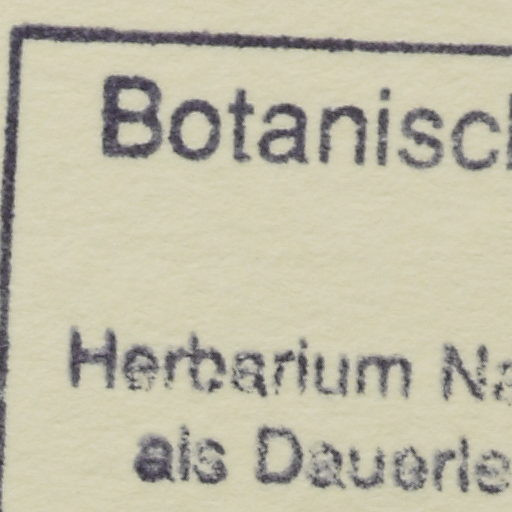 Botanisc
Herbarium Na
als Dauerle